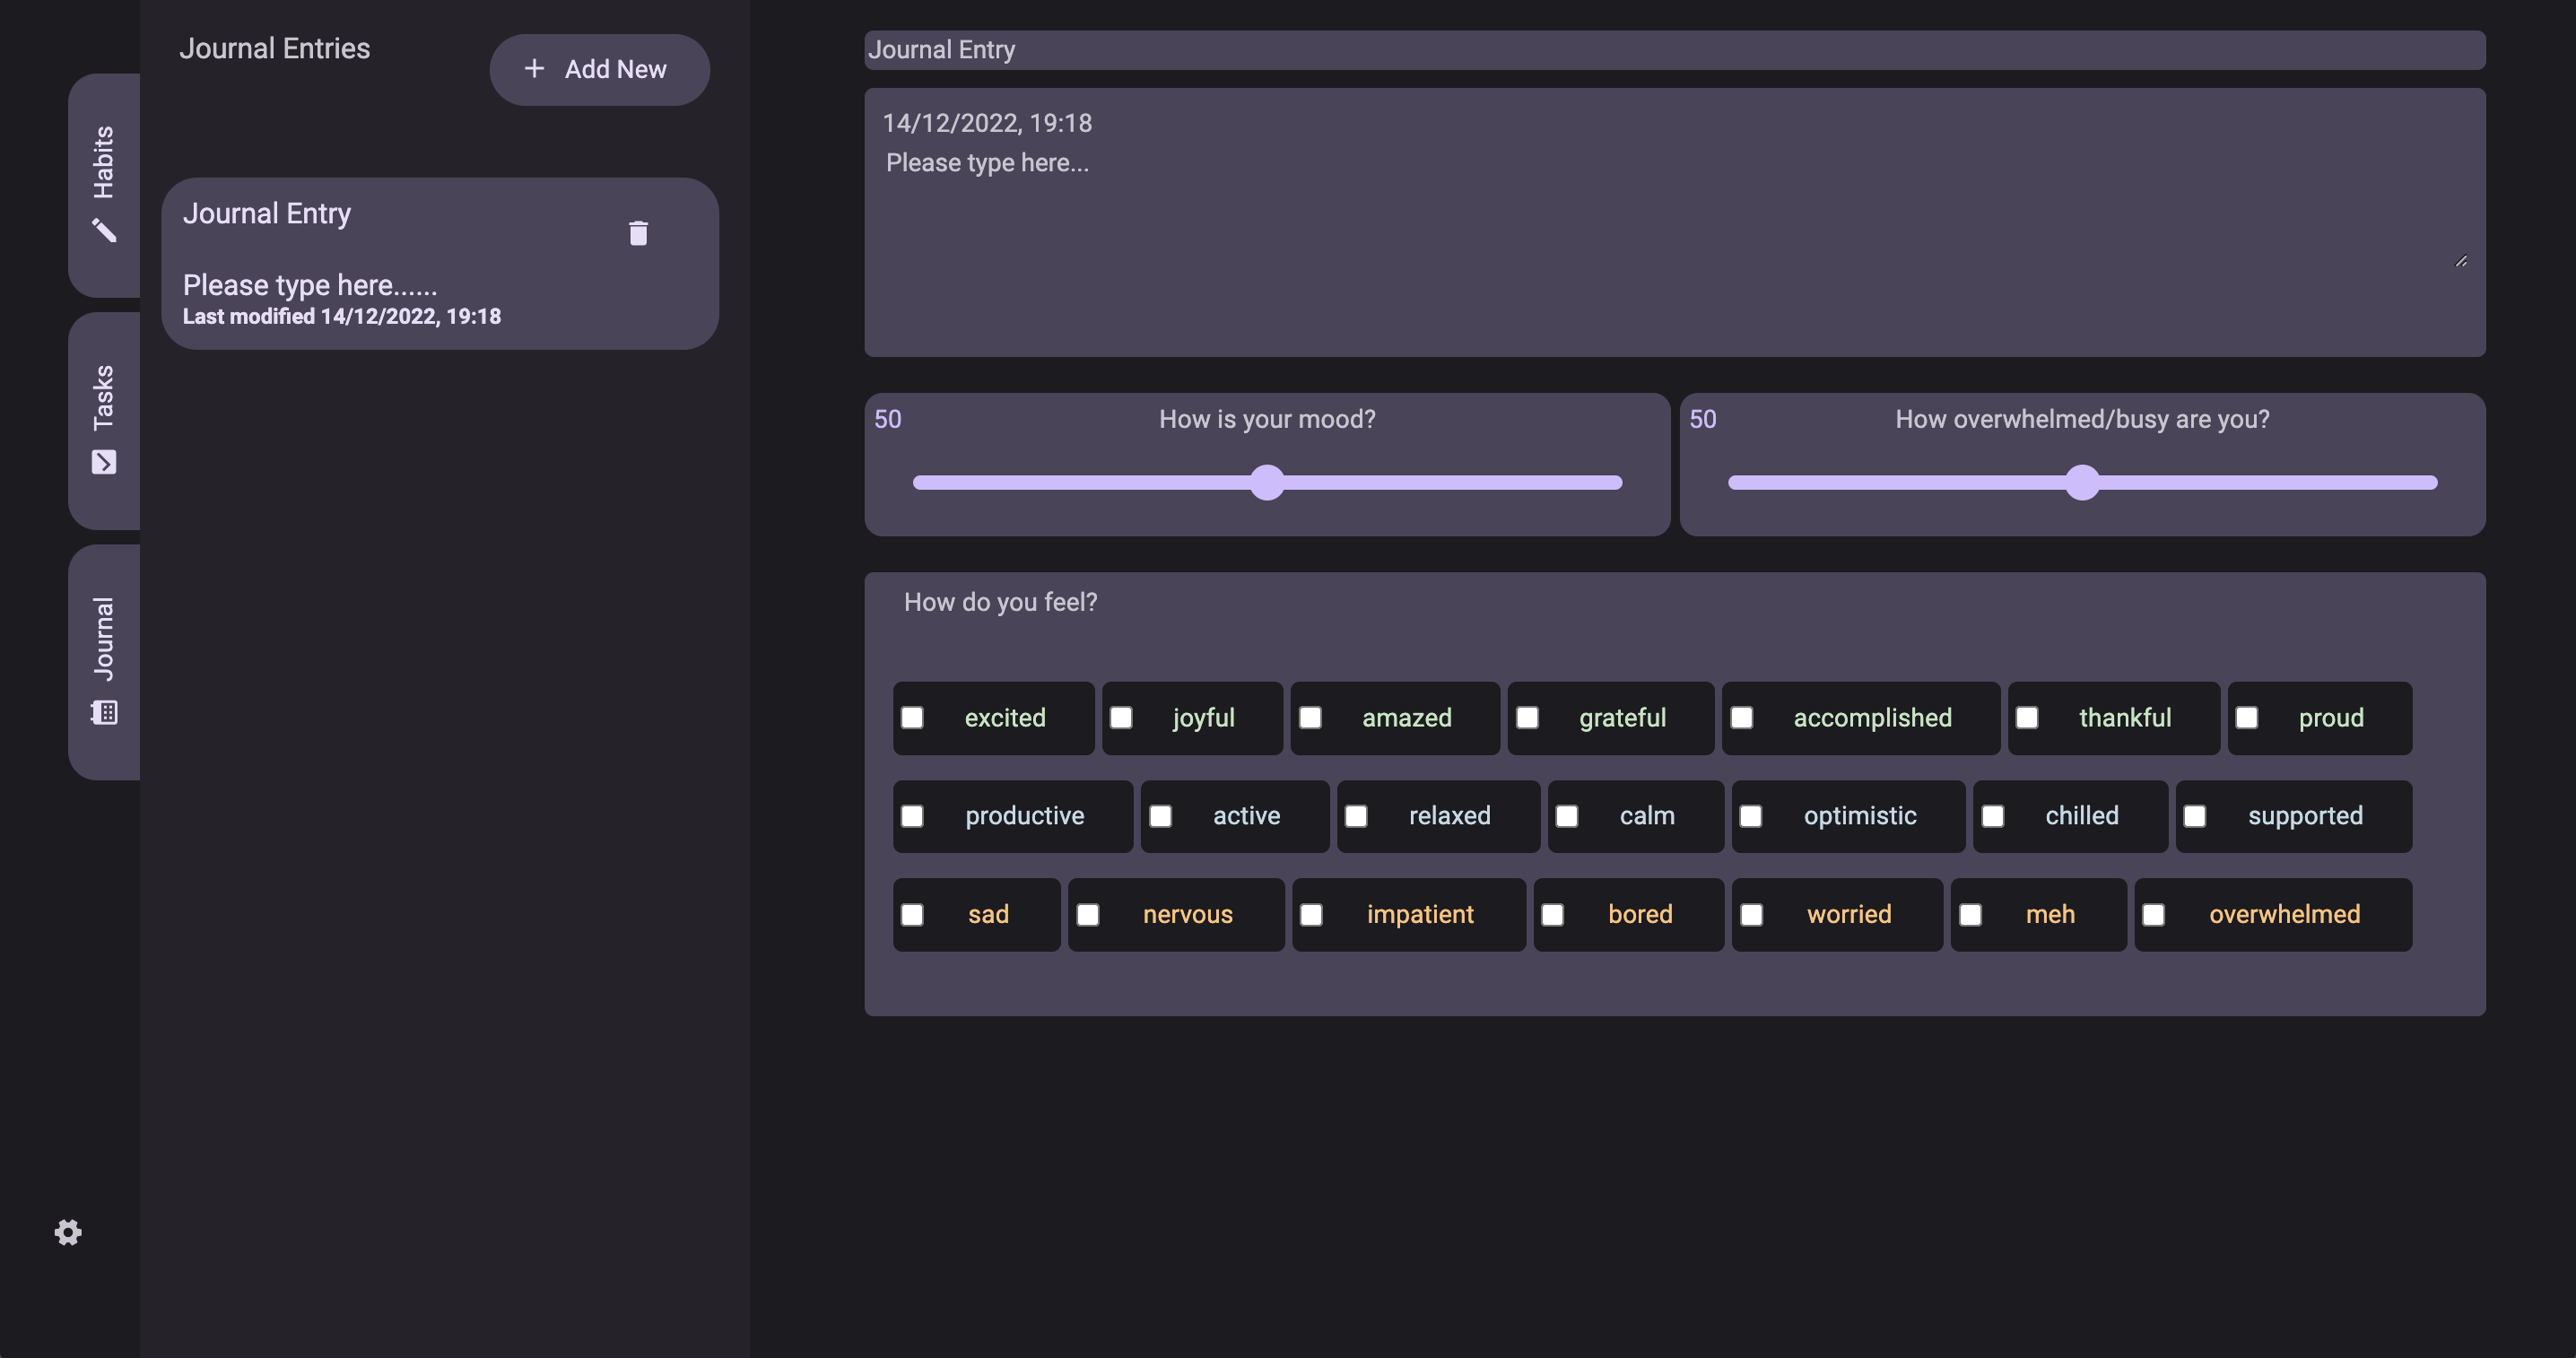 Habits
Tasks
Journal
Journal Entries
+ Add New
Journal Entry
Please type here......
Last modified 14/12/2022, 19:18
Journal Entry
14/12/2022, 19:18
Please type here...
50 How is your mood?
50 How overwhelmed/busy are you?
How do you feel?
excited joyful amazed grateful accomplished thankful proud
productive active relaxed calm optimistic chilled supported
sad nervous impatient bored worried meh overwhelmed